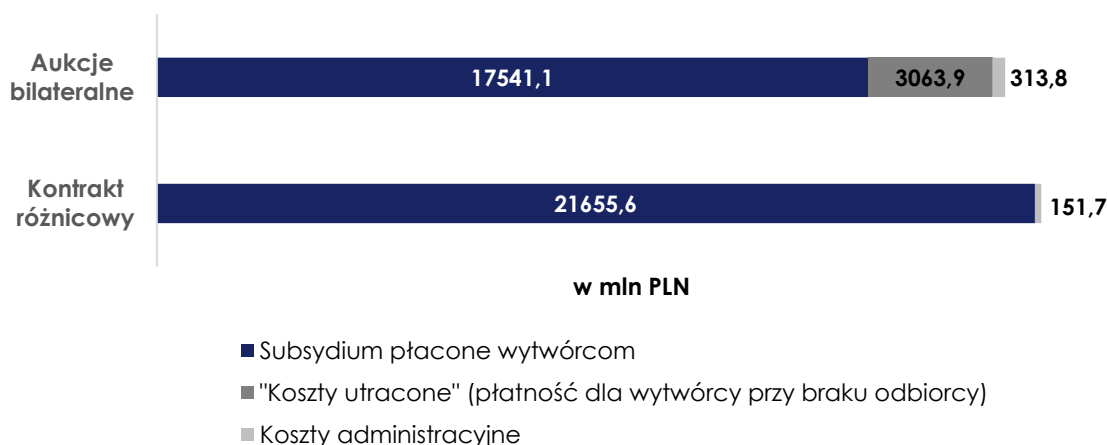 Aukcje
bilateralne
17541,1
3063,9
313,8
Kontrakt
różnicowy
21655,6
151,7
w mln PLN
Subsydium płacone wytwórcom
"Koszty utracone" (płatność dla wytwórcy przy braku odbiorcy)
Koszty administracyjne